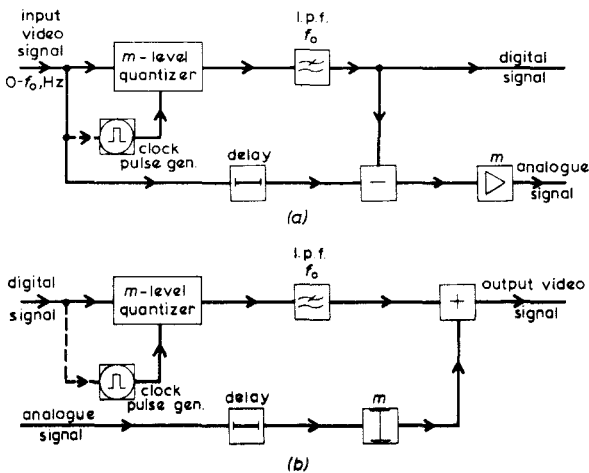 input
video
signal
0-f₀, Hz
m-level
quantizer
clock
pulse gen.
l.p.f.
f₀
digital
signal
delay
−
m
analogue
signal
(a)
digital
signal
m-level
quantizer
clock
pulse gen.
l.p.f.
f₀
+
output video
signal
analogue
signal
delay
m
(b)